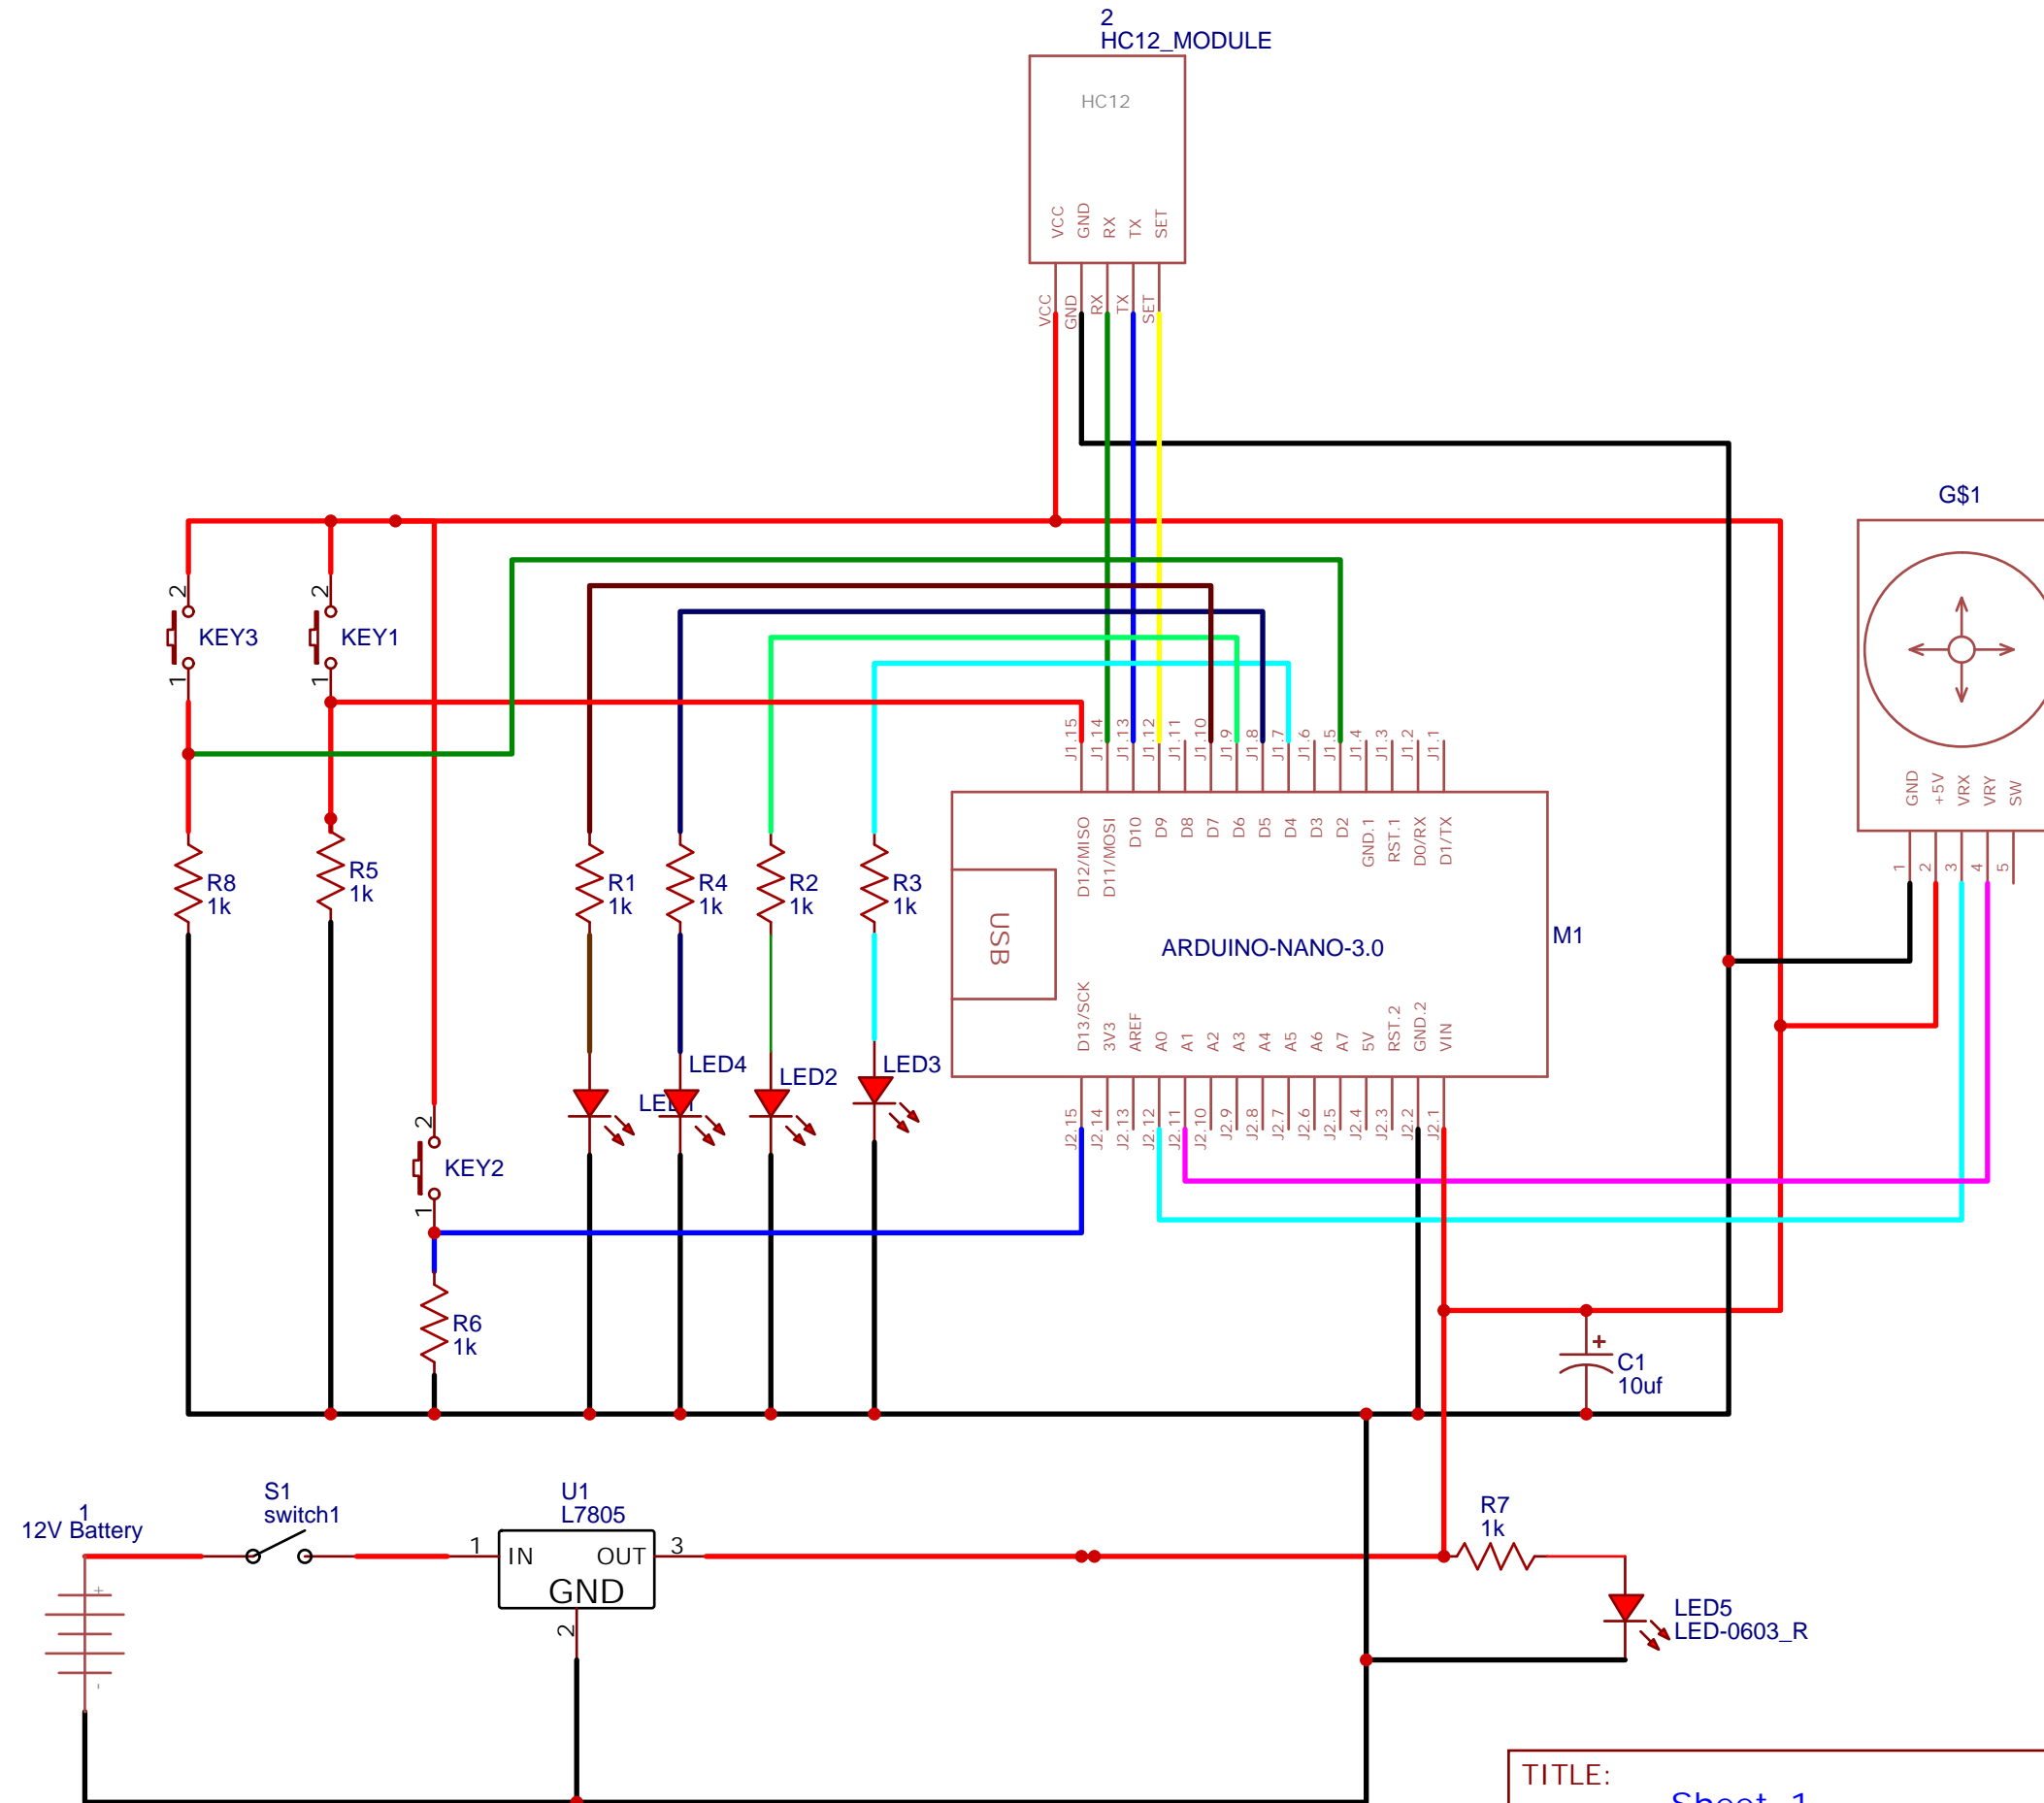 2
HC12_MODULE
HC12
VCC
GND
RX
TX
SET
VCC
GND
RX
TX
SET
G$1
GND
+5V
VRX
VRY
SW
1
2
3
4
5
2
KEY3
1
2
KEY1
1
R8
1k
R5
1k
R1
1k
R4
1k
R2
1k
R3
1k
J1.15
J1.14
J1.13
J1.12
J1.11
J1.10
J1.9
J1.8
J1.7
J1.6
J1.5
J1.4
J1.3
J1.2
J1.1
D12/MISO
D11/MOSI
D10
D9
D8
D7
D6
D5
D4
D3
D2
GND.1
RST.1
D0/RX
D1/TX
USB
ARDUINO-NANO-3.0
M1
D13/SCK
3V3
AREF
A0
A1
A2
A3
A4
A5
A6
A7
5V
RST.2
GND.2
VIN
J2.15
J2.14
J2.13
J2.12
J2.11
J2.10
J2.9
J2.8
J2.7
J2.6
J2.5
J2.4
J2.3
J2.2
J2.1
LED1
LED4
LED2
LED3
2
KEY2
1
R6
1k
+
C1
10uf
1
12V Battery
+
-
S1
switch1
U1
L7805
1
IN
OUT
3
GND
2
R7
1k
LED5
LED-0603_R
TITLE:
Sheet_1